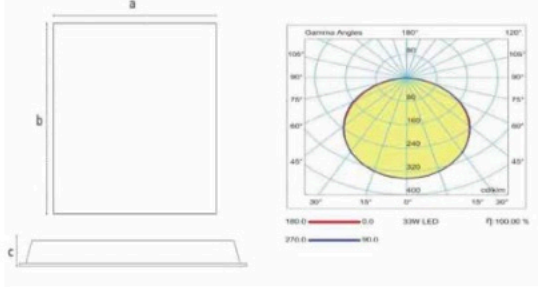 a
b
c
Gamma Angles 180° 120°
105° 105°
90° 90°
75° 75°
60° 60°
45° 45°
80
80
160
240
320
400
cd/klm
30° 15° 0° 15° 30°
180.0 0.0 33W LED η: 100.00 %
270.0 90.0